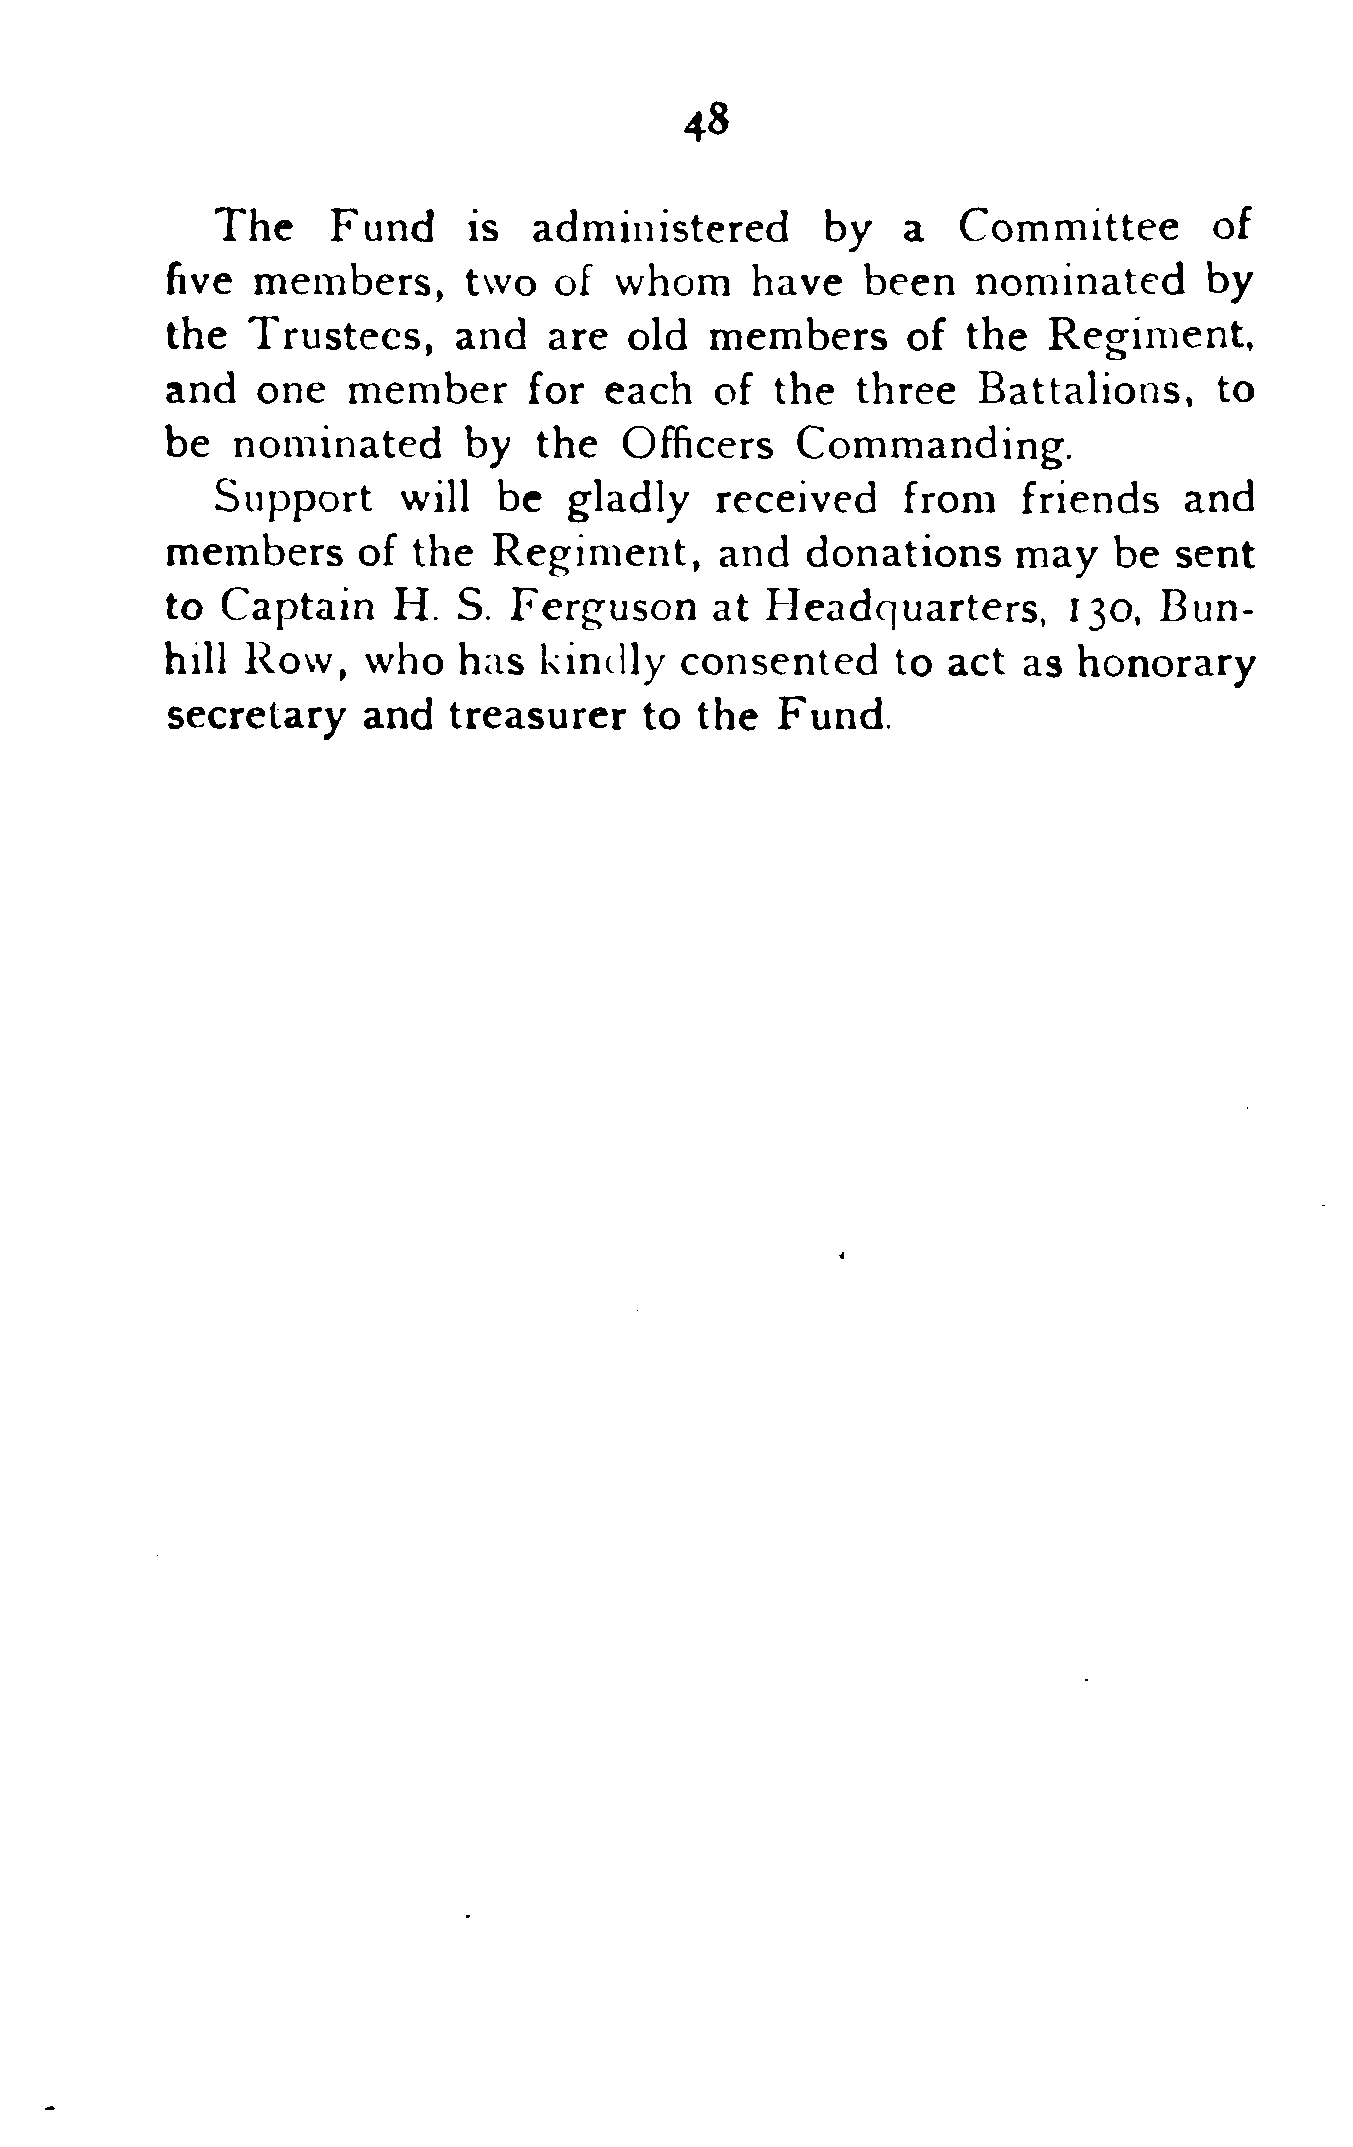 48
The Fund is administered by a Committee of
five members, two of whom have been nominated by
the Trustees, and are old members of the Regiment,
and one member for each of the three Battalions, to
be nominated by the Officers Commanding.
Support will be gladly received from friends and
members of the Regiment, and donations may be sent
to Captain H. S. Ferguson at Headquarters, 130, Bun-
hill Row, who has kindly consented to act as honorary
secretary and treasurer to the Fund.